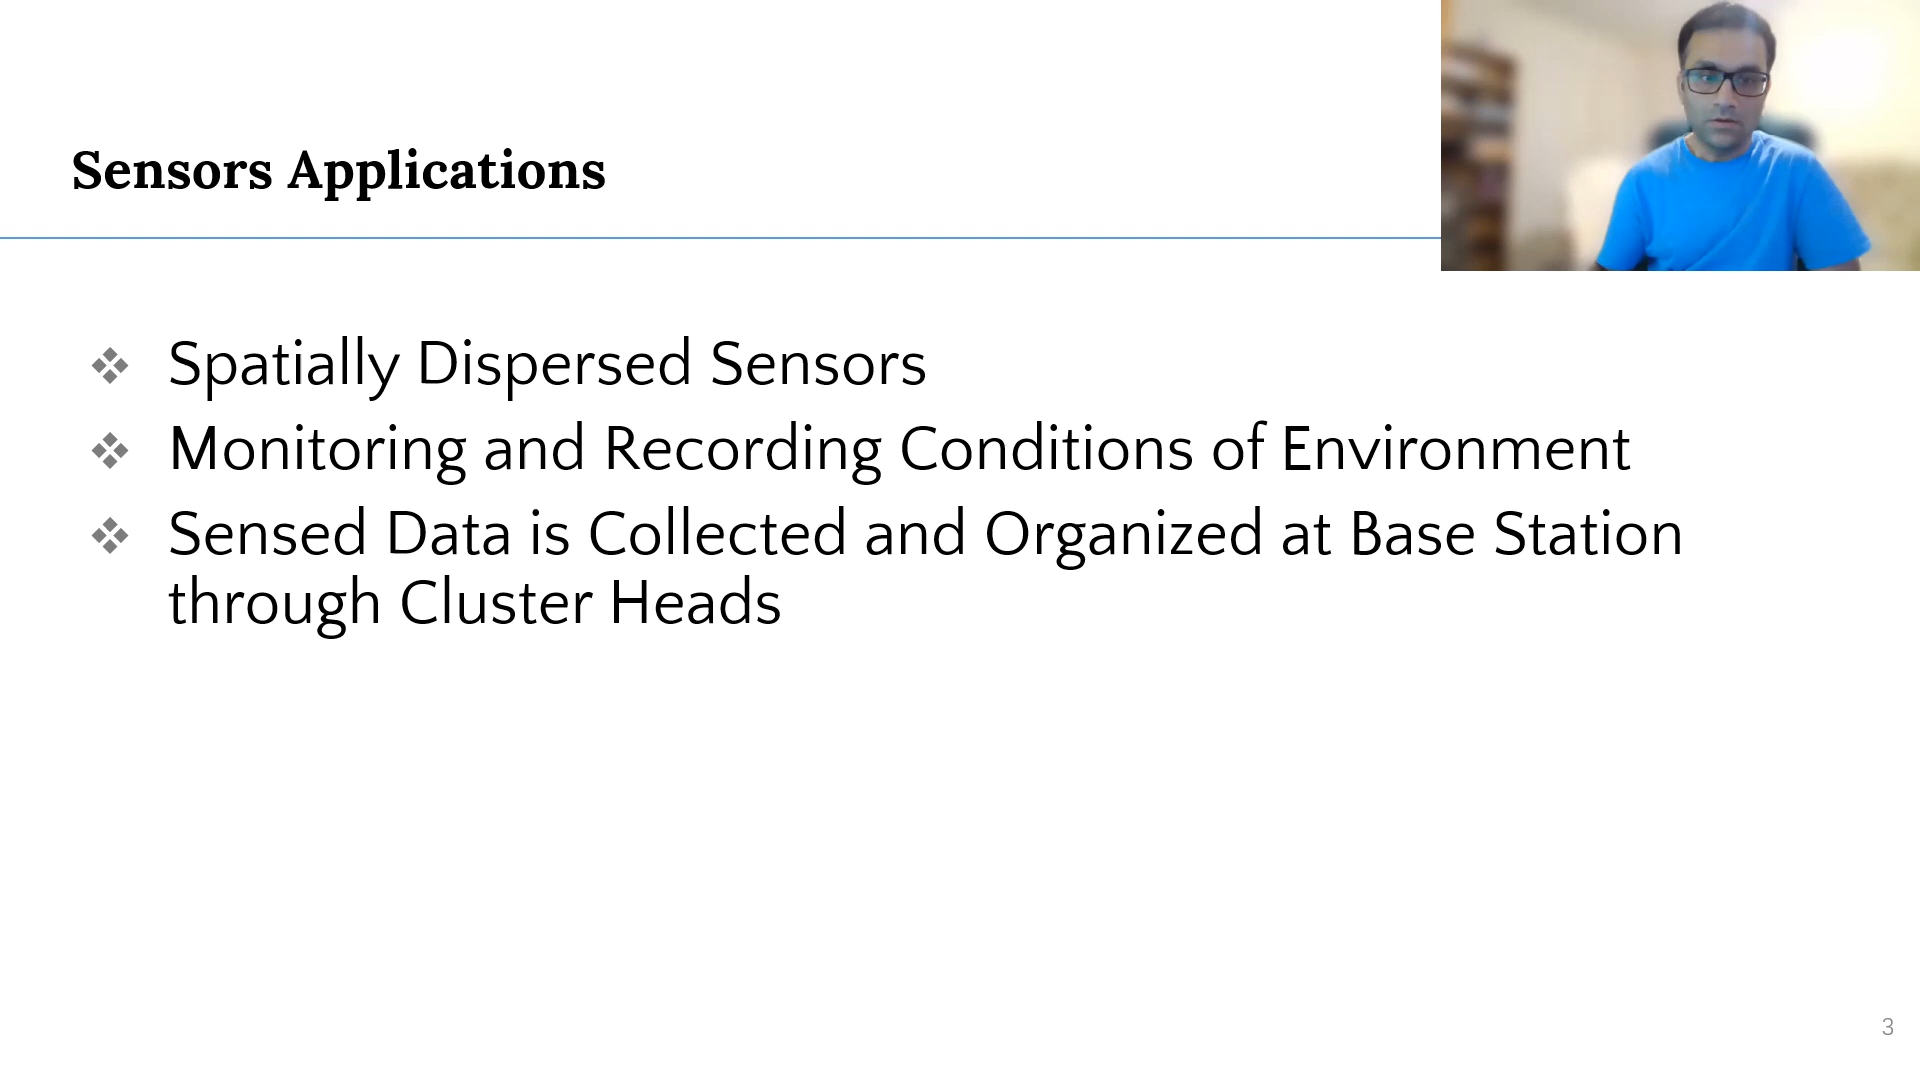 Sensors Applications
Spatially Dispersed Sensors
Monitoring and Recording Conditions of Environment
Sensed Data is Collected and Organized at Base Station
through Cluster Heads
3